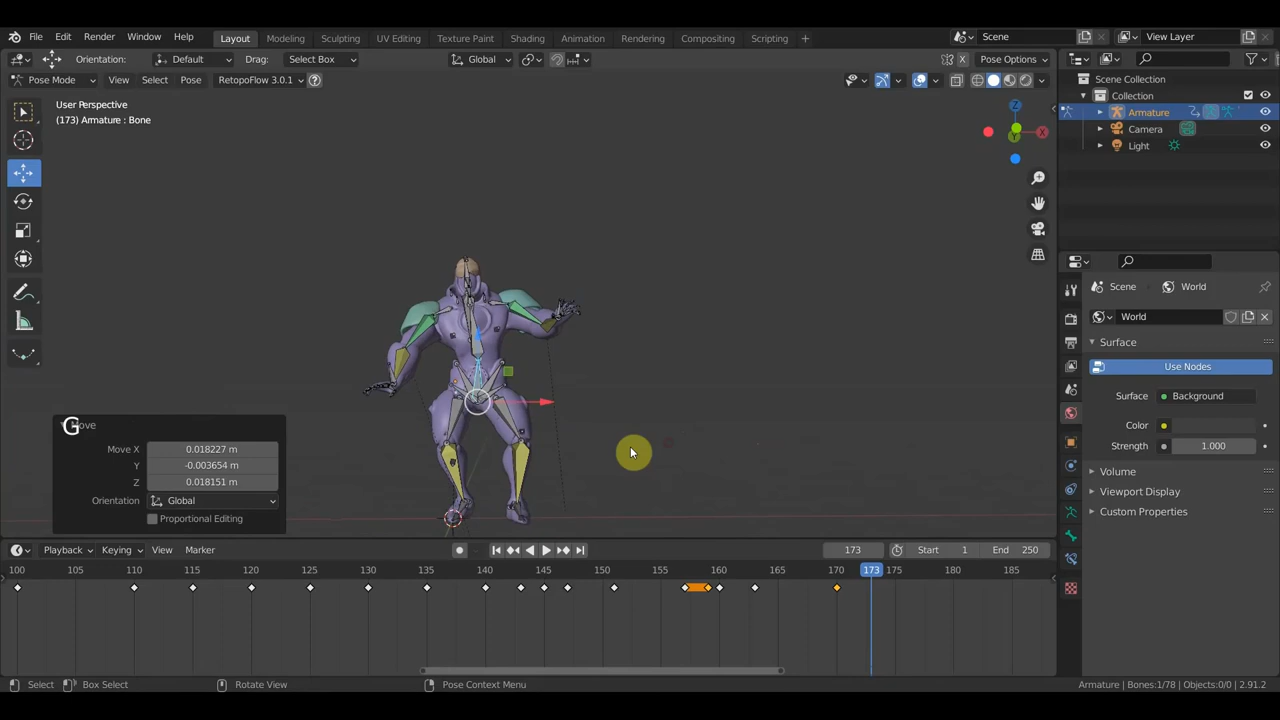 File Edit Render Window Help
Layout Modeling Sculpting UV Editing Texture Paint Shading Animation Rendering Compositing Scripting +
Scene
View Layer
Orientation: Default Drag: Select Box
Global
X
Pose Options
Pose Mode View Select Pose RetopoFlow 3.0.1 ?
User Perspective
(173) Armature : Bone
Z
X
Y
Scene Collection
Collection
Armature
Camera
Light
Scene World
World
Surface
Use Nodes
Surface Background
Color
Strength 1.000
Volume
Viewport Display
Custom Properties
G
Move
Move X 0.018227 m
Y -0.003654 m
Z 0.018151 m
Orientation Global
Proportional Editing
Playback Keying View Marker
173 Start 1 End 250
100 105 110 115 120 125 130 135 140 145 150 155 160 165 170 173 175 180 185
Select Box Select Rotate View Pose Context Menu
Armature | Bones:1/78 | Objects:0/0 | 2.91.2